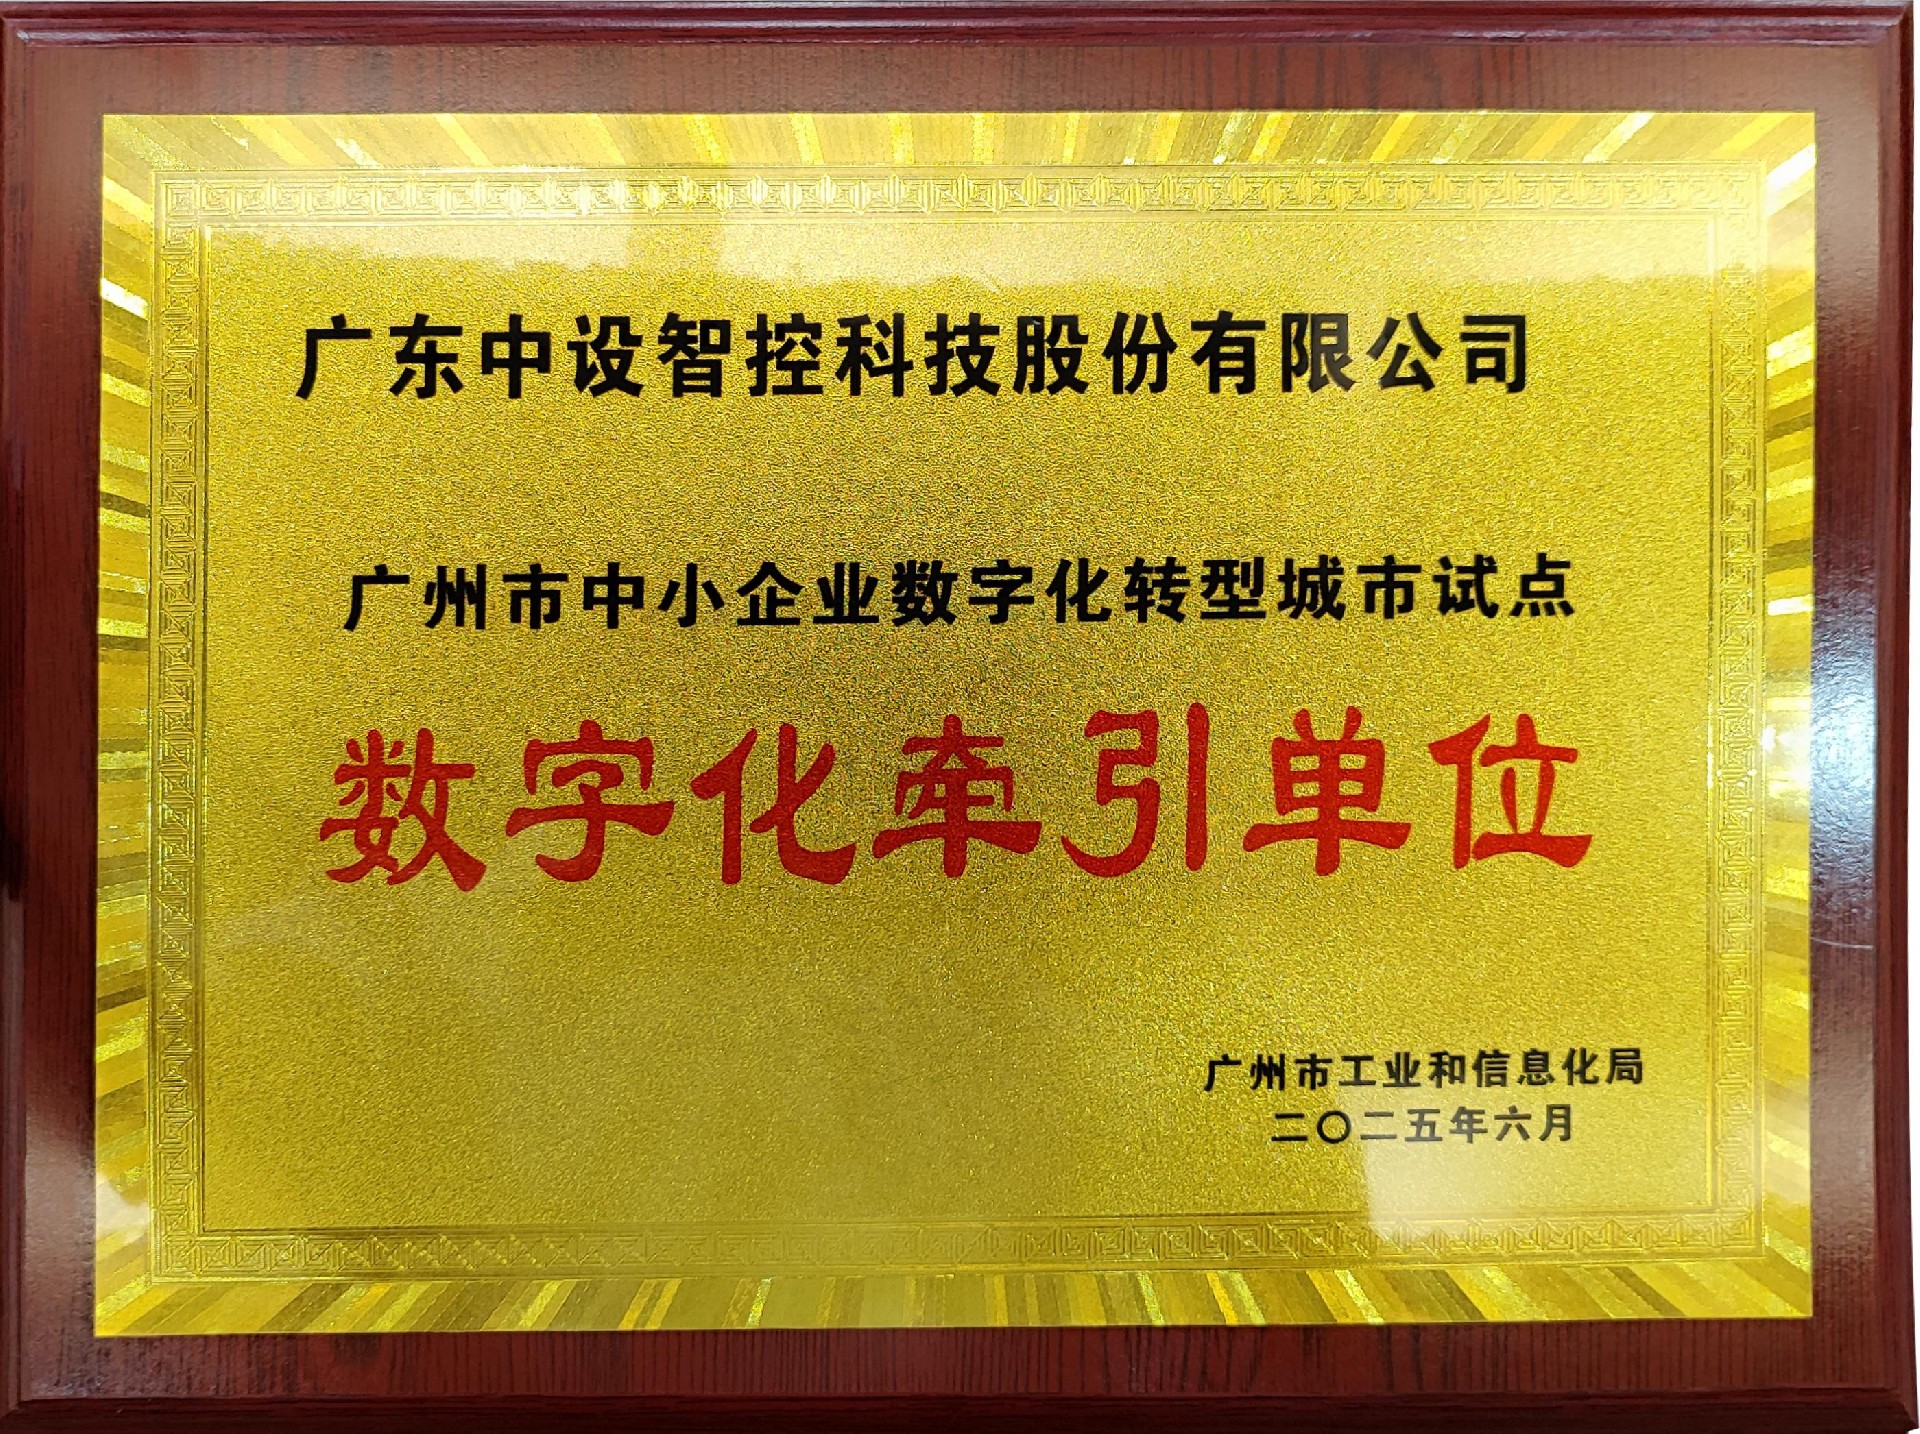 广东中设智控科技股份有限公司
广州市中小企业数字化转型城市试点
数字化牵引单位
广州市工业和信息化局
二〇二五年六月